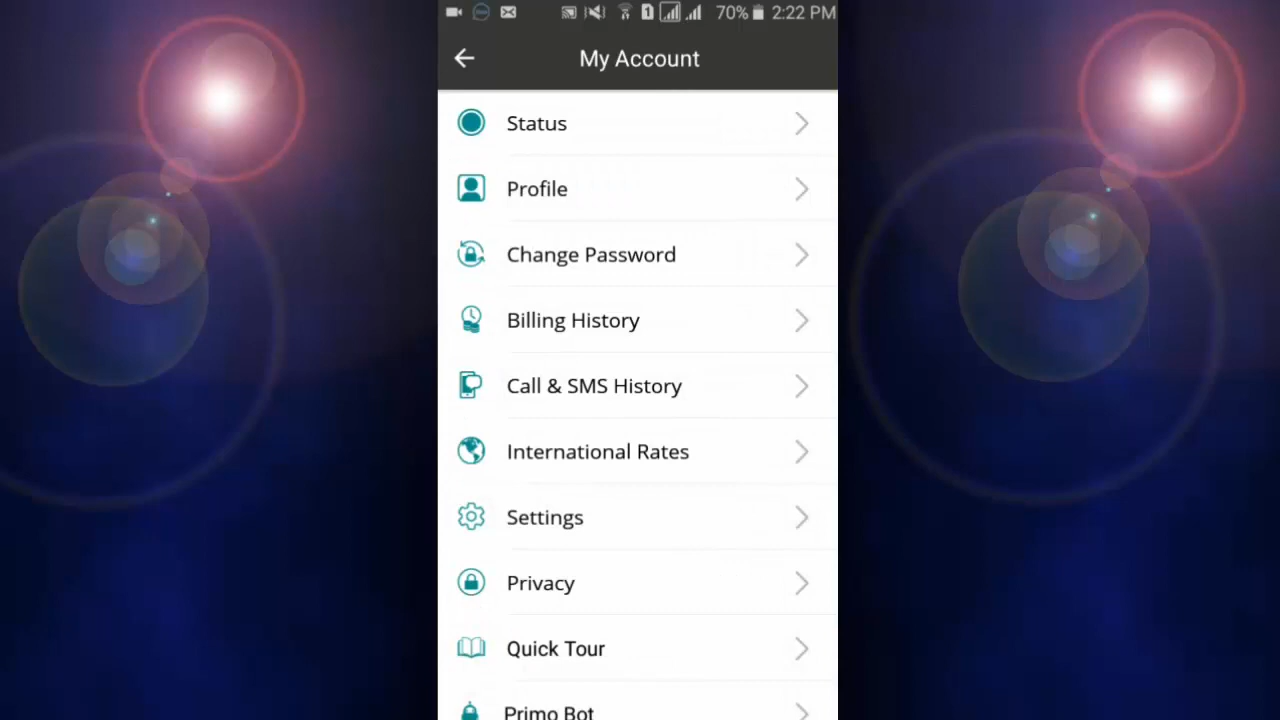 70% 2:22 PM
My Account
Status
Profile
Change Password
Billing History
Call & SMS History
International Rates
Settings
Privacy
Quick Tour
Primo Bot